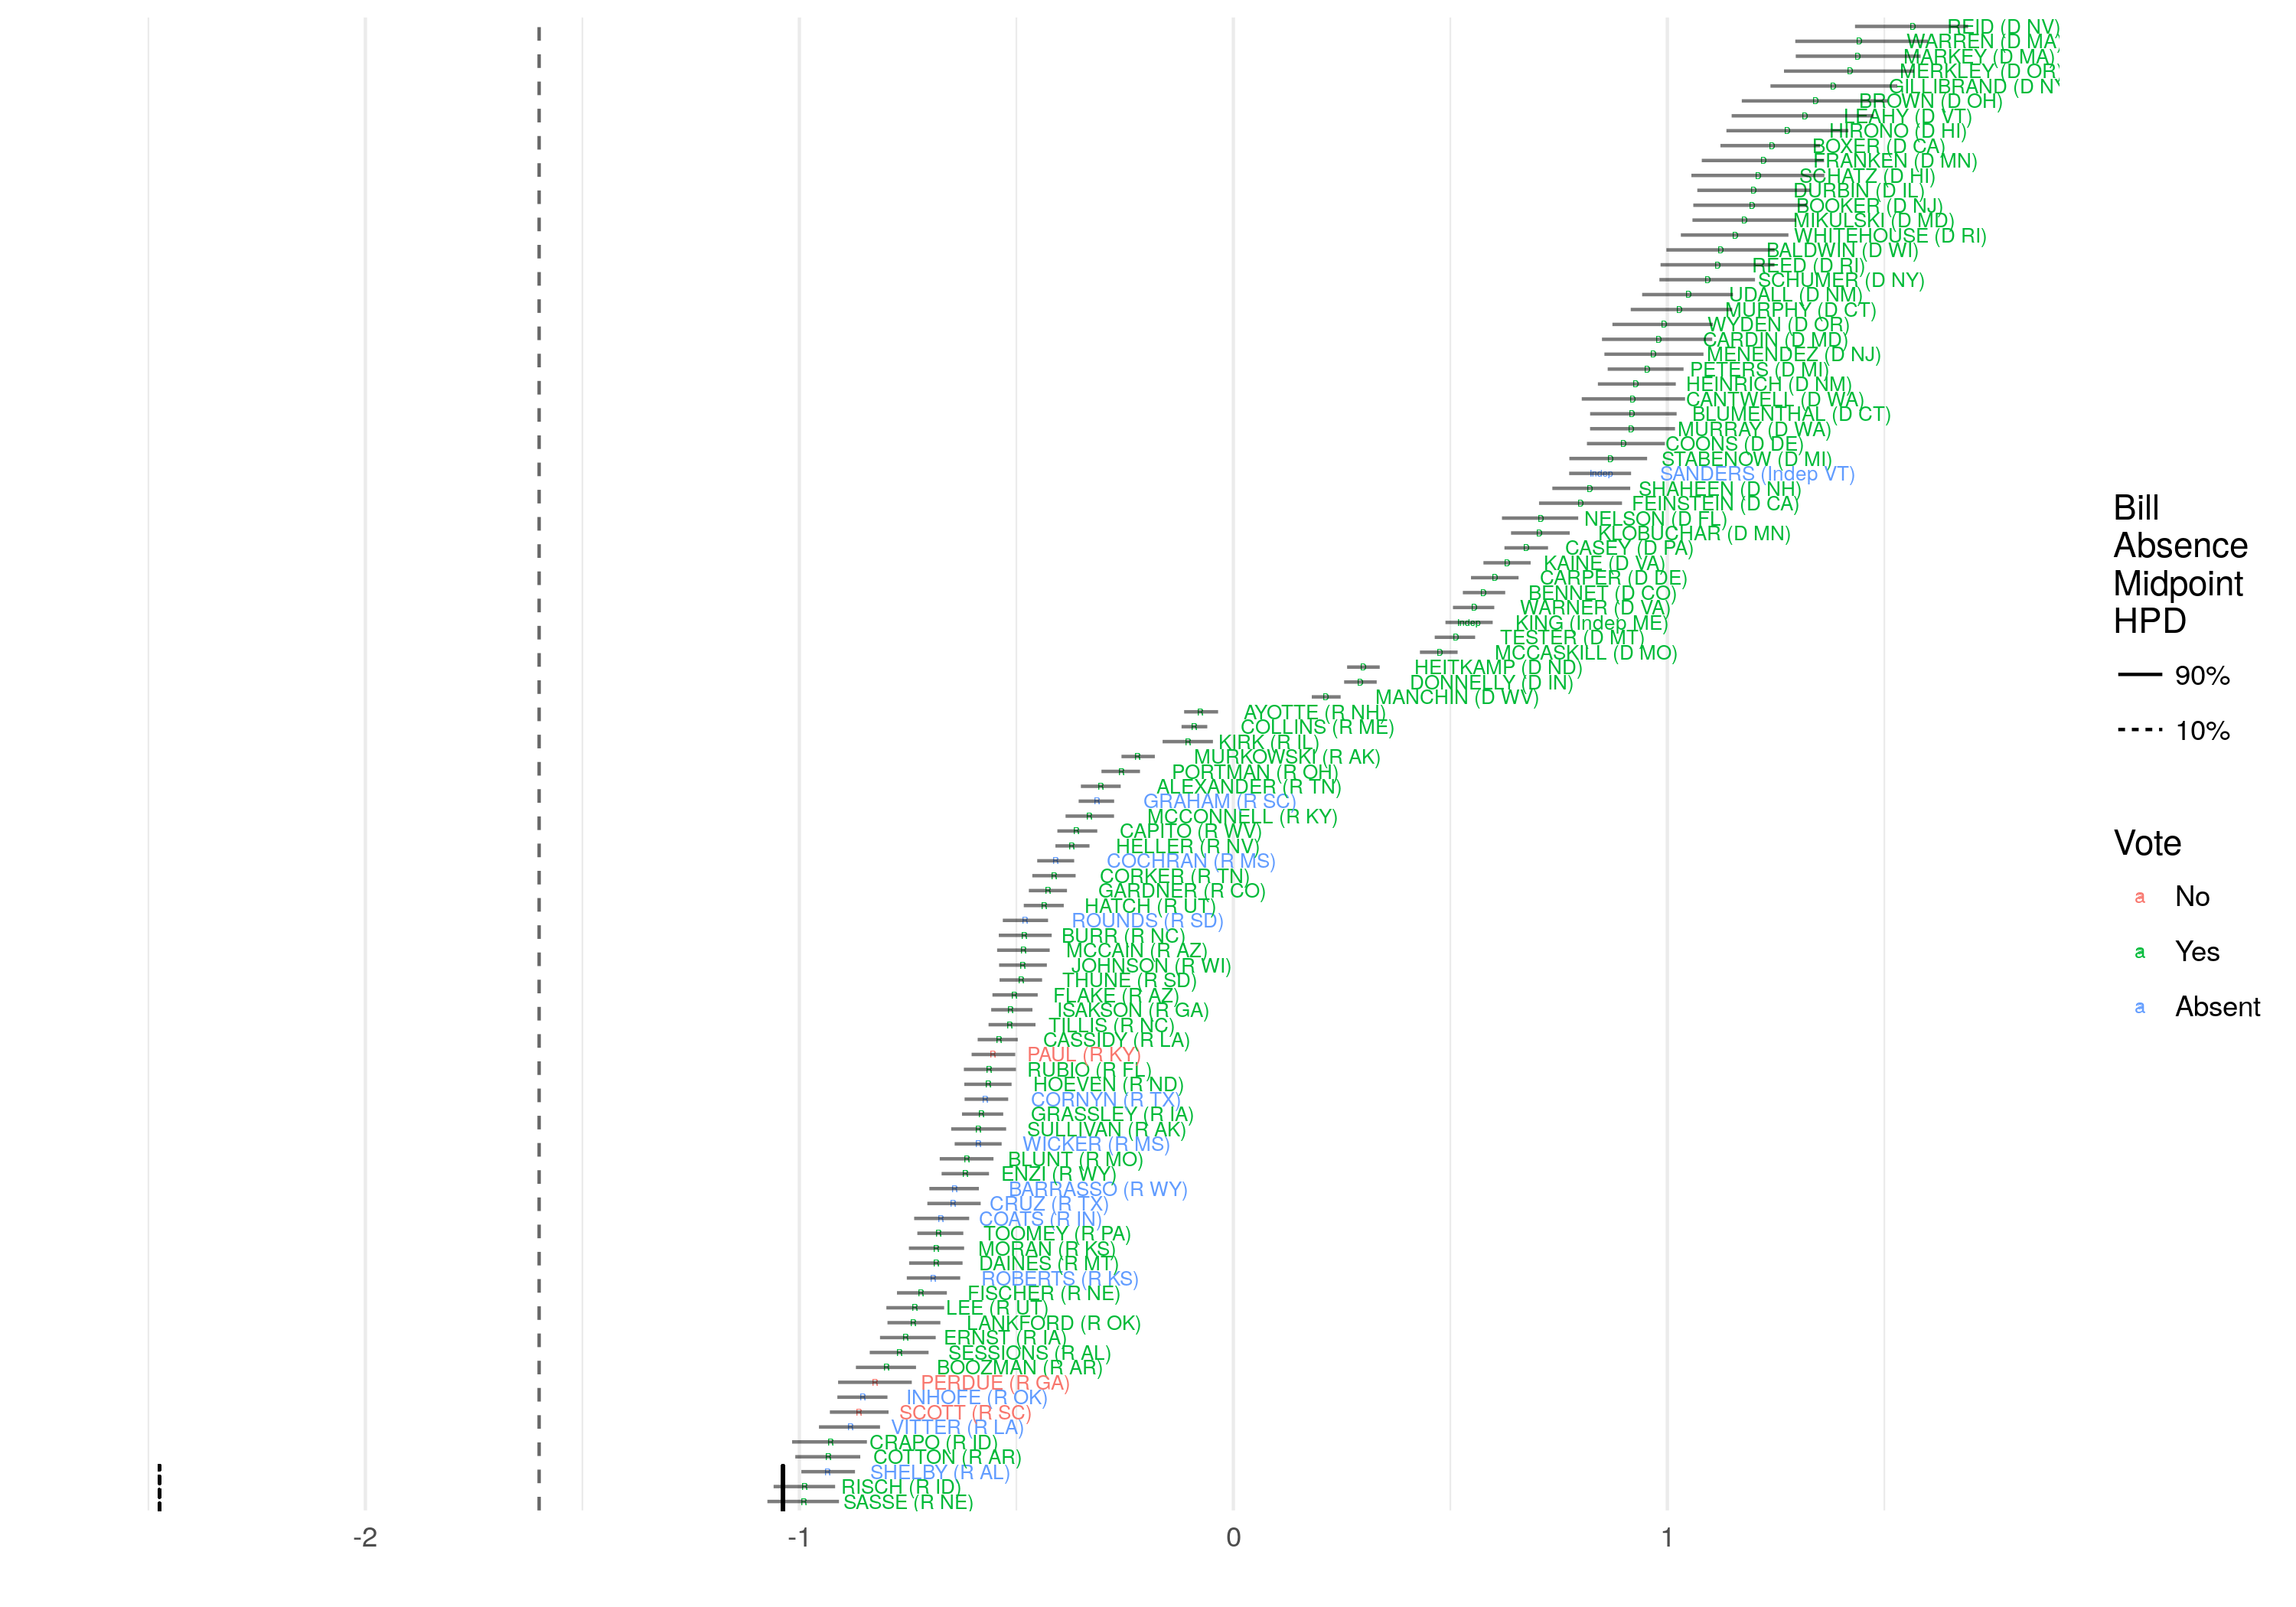 REID (D NV)
WARREN (D MA)
MARKEY (D MA)
MERKLEY (D OR)
GILLIBRAND (D N
BROWN (D OH)
LEAHY (D VT)
HIRONO (D HI)
BOXER (D CA)
FRANKEN (D MN)
SCHATZ (D HI)
DURBIN (D IL)
BOOKER (D NJ)
MIKULSKI (D MD)
WHITEHOUSE (D RI)
BALDWIN (D WI)
REED (D RI)
SCHUMER (D NY)
UDALL (D NM)
MURPHY (D CT)
WYDEN (D OR)
CARDIN (D MD)
MENENDEZ (D NJ)
PETERS (D MI)
HEINRICH (D NM)
CANTWELL (D WA)
BLUMENTHAL (D CT)
MURRAY (D WA)
COONS (D DE)
STABENOW (D MI)
Indep SANDERS (Indep VT)
SHAHEEN (D NH)
FEINSTEIN (D CA)
NELSON (D FL)
KLOBUCHAR (D MN)
CASEY (D PA)
KAINE (D VA)
CARPER (D DE)
BENNET (D CO)
WARNER (D VA)
Indep KING (Indep ME)
TESTER (D MT)
MCCASKILL (D MO)
HEITKAMP (D ND)
DONNELLY (D IN)
MANCHIN (D WV)
AYOTTE (R NH)
COLLINS (R ME)
KIRK (R IL)
MURKOWSKI (R AK)
PORTMAN (R OH)
ALEXANDER (R TN)
GRAHAM (R SC)
MCCONNELL (R KY)
CAPITO (R WV)
HELLER (R NV)
COCHRAN (R MS)
CORKER (R TN)
GARDNER (R CO)
HATCH (R UT)
ROUNDS (R SD)
BURR (R NC)
MCCAIN (R AZ)
JOHNSON (R WI)
THUNE (R SD)
FLAKE (R AZ)
ISAKSON (R GA)
TILLIS (R NC)
CASSIDY (R LA)
PAUL (R KY)
RUBIO (R FL)
HOEVEN (R ND)
CORNYN (R TX)
GRASSLEY (R IA)
SULLIVAN (R AK)
WICKER (R MS)
BLUNT (R MO)
ENZI (R WY)
BARRASSO (R WY)
CRUZ (R TX)
COATS (R IN)
TOOMEY (R PA)
MORAN (R KS)
DAINES (R MT)
ROBERTS (R KS)
FISCHER (R NE)
LEE (R UT)
LANKFORD (R OK)
ERNST (R IA)
SESSIONS (R AL)
BOOZMAN (R AR)
PERDUE (R GA)
INHOFE (R OK)
SCOTT (R SC)
VITTER (R LA)
CRAPO (R ID)
COTTON (R AR)
SHELBY (R AL)
RISCH (R ID)
SASSE (R NE)
-2 -1 0 1
Bill
Absence
Midpoint
HPD
90%
10%
Vote
a No
a Yes
a Absent